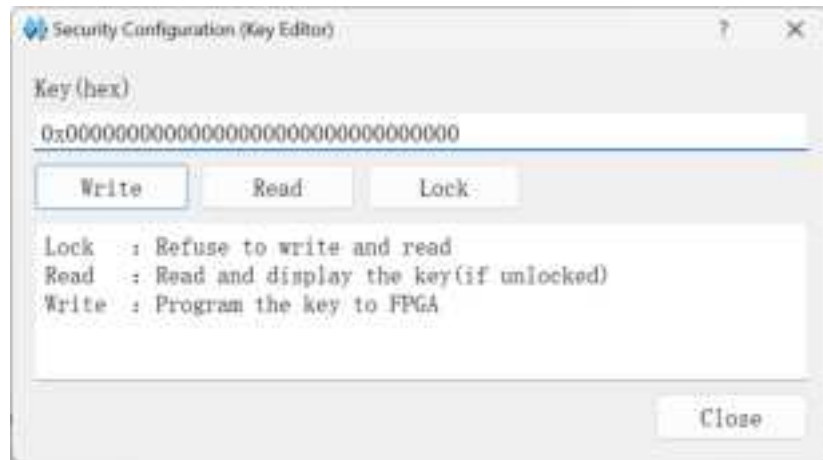 Security Configuration (Key Editor) ? ×
Key(hex)
0x00000000000000000000000000000000
Write Read Lock
Lock : Refuse to write and read
Read : Read and display the key(if unlocked)
Write : Program the key to FPGA
Close